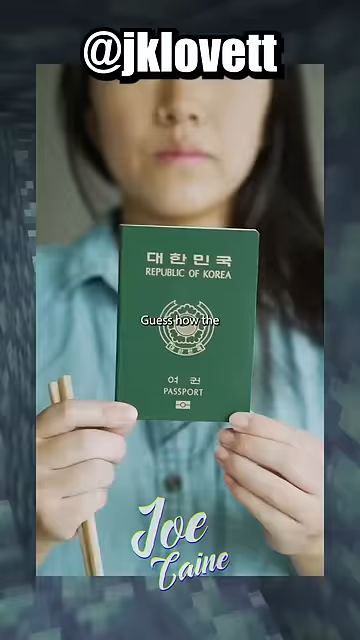 @jklovett
대한민국
REPUBLIC OF KOREA
Guess how the
여 권
PASSPORT
Joe
Caine